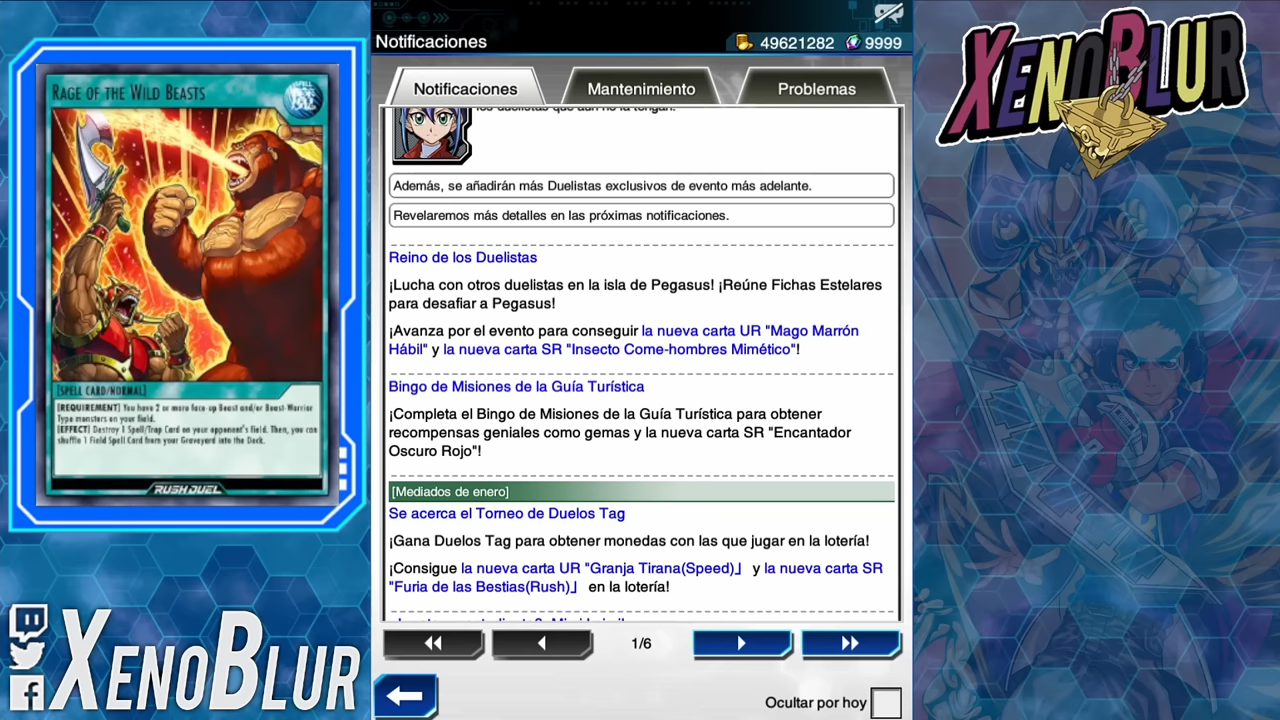 RAGE OF THE WILD BEASTS
SPELL
[SPELL CARD/NORMAL]
[REQUIREMENT] You have 2 or more face-up Beast and/or Beast-Warrior
Type monsters on your field.
[EFFECT] Destroy 1 Spell/Trap Card on your opponent's field. Then, you can
shuffle 1 Field Spell Card from your Graveyard into the Deck.
RUSH DUEL
XENOBLUR
Notificaciones
49621282
9999
Notificaciones
Mantenimiento
Problemas
los duelistas que aún no la tengan.
Además, se añadirán más Duelistas exclusivos de evento más adelante.
Revelaremos más detalles en las próximas notificaciones.
Reino de los Duelistas
¡Lucha con otros duelistas en la isla de Pegasus! ¡Reúne Fichas Estelares
para desafiar a Pegasus!
¡Avanza por el evento para conseguir la nueva carta UR "Mago Marrón
Hábil" y la nueva carta SR "Insecto Come-hombres Mimético"!
Bingo de Misiones de la Guía Turística
¡Completa el Bingo de Misiones de la Guía Turística para obtener
recompensas geniales como gemas y la nueva carta SR "Encantador
Oscuro Rojo"!
[Mediados de enero]
Se acerca el Torneo de Duelos Tag
¡Gana Duelos Tag para obtener monedas con las que jugar en la lotería!
¡Consigue la nueva carta UR "Granja Tirana(Speed)」 y la nueva carta SR
"Furia de las Bestias(Rush)」 en la lotería!
1/6
Ocultar por hoy
XENOBLUR